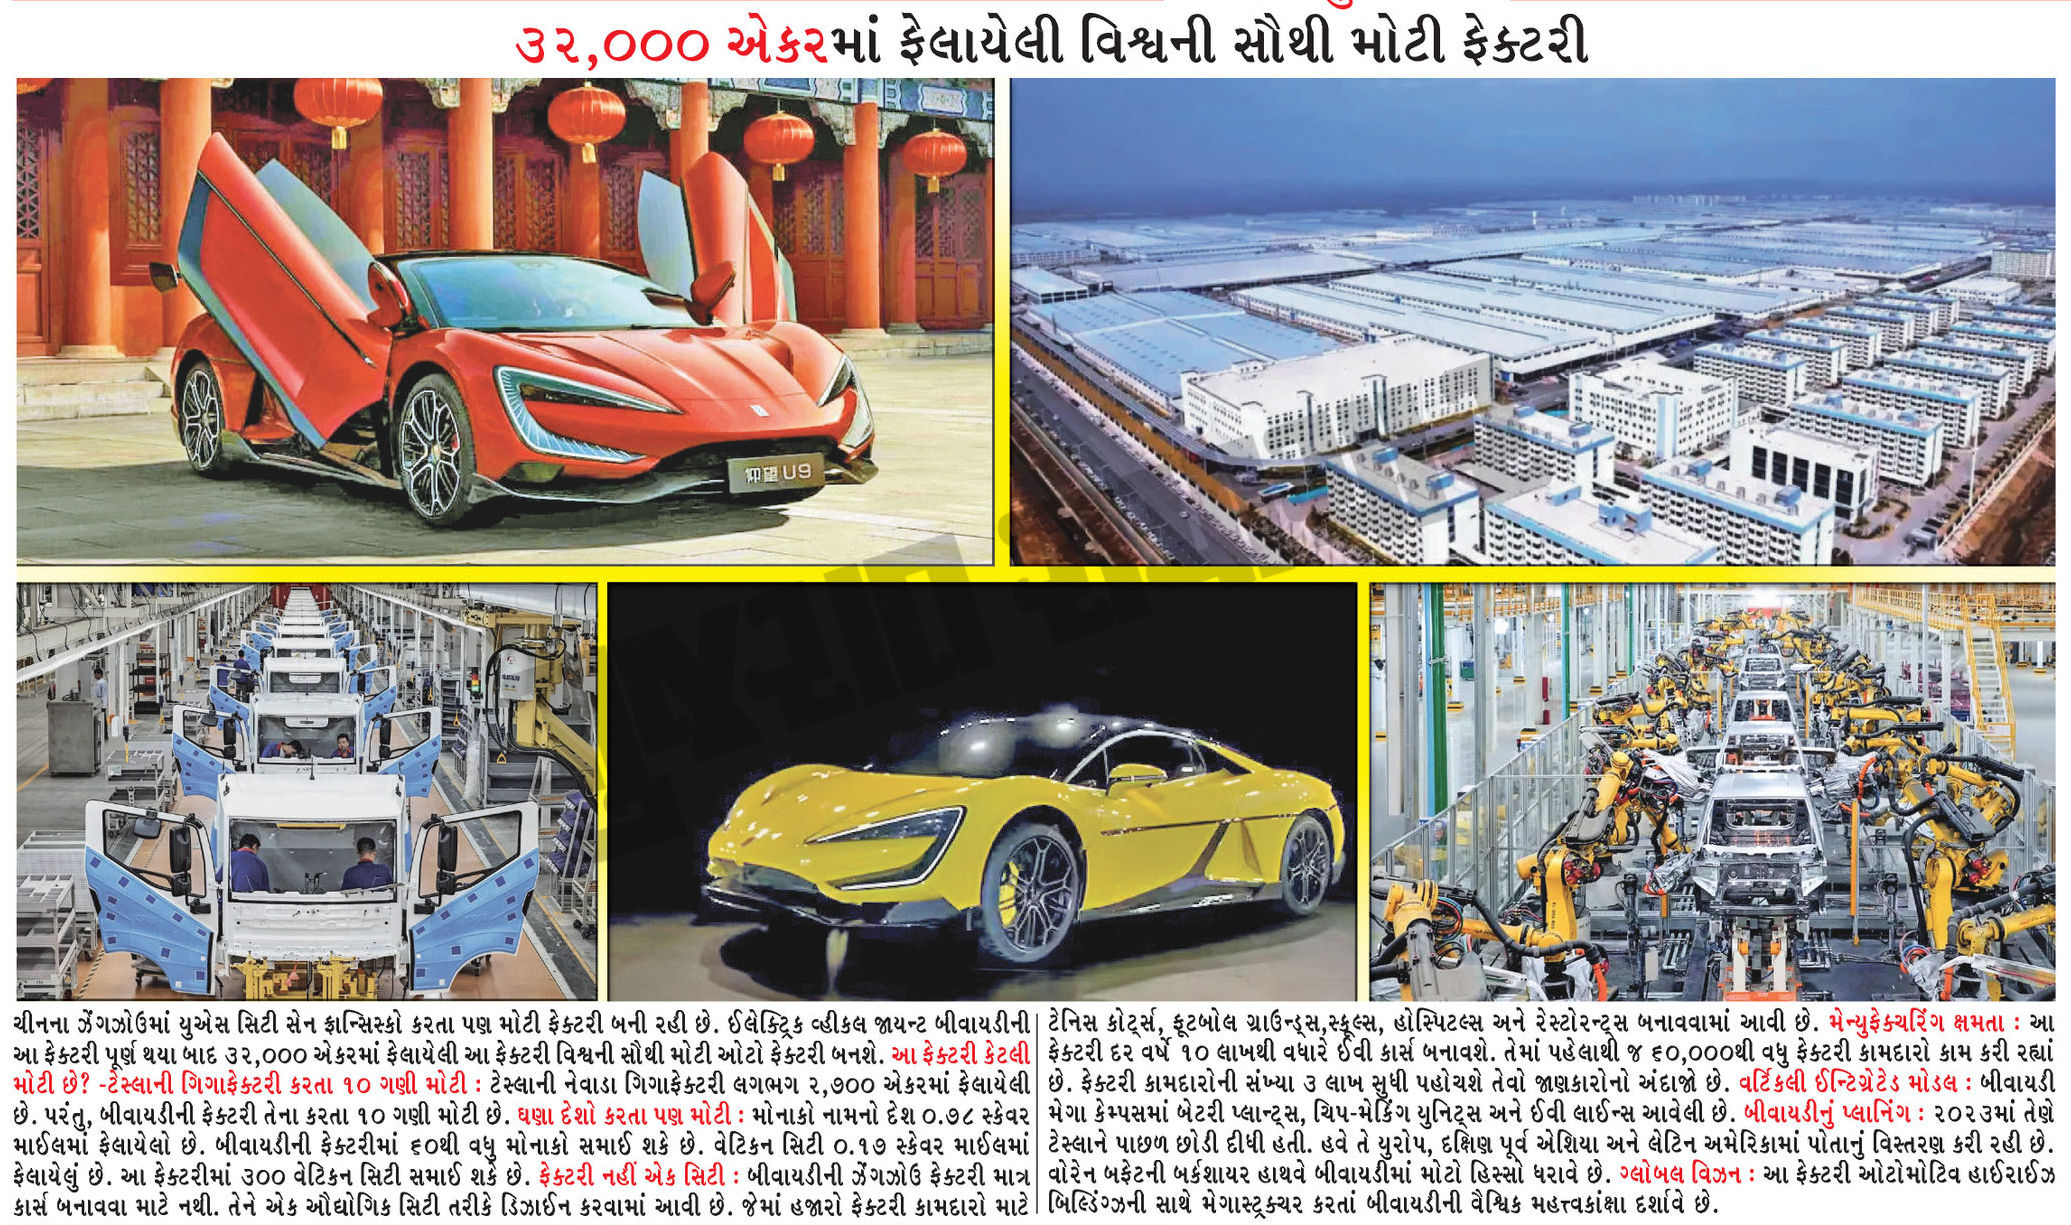 ૩૨,૦૦૦ એકરમાં ફેલાયેલી વિશ્વની સૌથી મોટી ફેક્ટરી
仰望 U9
ચીનના ઝેંગઝોઉમાં યુએસ સિટી સેન ફ્રાન્સિસ્કો કરતા પણ મોટી ફેક્ટરી બની રહી છે. ઈલેક્ટ્રિક વ્હીકલ જાયન્ટ બીવાયડીની
આ ફેક્ટરી પૂર્ણ થયા બાદ ૩૨,૦૦૦ એકરમાં ફેલાયેલી આ ફેક્ટરી વિશ્વની સૌથી મોટી ઓટો ફેક્ટરી બનશે. આ ફેક્ટરી કેટલી
મોટી છે? -ટેસ્લાની ગિગાફેક્ટરી કરતા ૧૦ ગણી મોટી : ટેસ્લાની નેવાડા ગિગાફેક્ટરી લગભગ ૨,૭૦૦ એકરમાં ફેલાયેલી
છે. પરંતુ, બીવાયડીની ફેક્ટરી તેના કરતા ૧૦ ગણી મોટી છે. ઘણા દેશો કરતા પણ મોટી : મોનાકો નામનો દેશ ૦.૭૮ સ્કેવર
માઈલમાં ફેલાયેલો છે. બીવાયડીની ફેક્ટરીમાં ૬૦થી વધુ મોનાકો સમાઈ શકે છે. વેટિકન સિટી ૦.૧૭ સ્કેવર માઈલમાં
ફેલાયેલું છે. આ ફેક્ટરીમાં ૩૦૦ વેટિકન સિટી સમાઈ શકે છે. ફેક્ટરી નહીં એક સિટી : બીવાયડીની ઝેંગઝોઉ ફેક્ટરી માત્ર
કાર્સ બનાવવા માટે નથી. તેને એક ઔદ્યોગિક સિટી તરીકે ડિઝાઈન કરવામાં આવી છે. જેમાં હજારો ફેક્ટરી કામદારો માટે
ટેનિસ કોર્ટ્સ, ફૂટબોલ ગ્રાઉન્ડ્સ,સ્કૂલ્સ, હોસ્પિટલ્સ અને રેસ્ટોરન્ટ્સ બનાવવામાં આવી છે. મેન્યુફેક્ચરિંગ ક્ષમતા : આ
ફેક્ટરી દર વર્ષે ૧૦ લાખથી વધારે ઈવી કાર્સ બનાવશે. તેમાં પહેલાથી જ ૬૦,૦૦૦થી વધુ ફેક્ટરી કામદારો કામ કરી રહ્યાં
છે. ફેક્ટરી કામદારોની સંખ્યા ૩ લાખ સુધી પહોચશે તેવો જાણકારોનો અંદાજો છે. વર્ટિકલી ઈન્ટિગ્રેટેડ મોડલ : બીવાયડી
મેગા કેમ્પસમાં બેટરી પ્લાન્ટ્સ, ચિપ-મેકિંગ યુનિટ્સ અને ઈવી લાઈન્સ આવેલી છે. બીવાયડીનું પ્લાનિંગ : ૨૦૨૩માં તેણે
ટેસ્લાને પાછળ છોડી દીધી હતી. હવે તે યુરોપ, દક્ષિણ પૂર્વ એશિયા અને લેટિન અમેરિકામાં પોતાનું વિસ્તરણ કરી રહી છે.
વોરેન બફેટની બર્કશાયર હાથવે બીવાયડીમાં મોટો હિસ્સો ધરાવે છે. ગ્લોબલ વિઝન : આ ફેક્ટરી ઓટોમોટિવ હાઈરાઈઝ
બિલ્ડિંગ્ઝની સાથે મેગાસ્ટ્રક્ચર કરતાં બીવાયડીની વૈશ્વિક મહત્ત્વકાંક્ષા દર્શાવે છે.